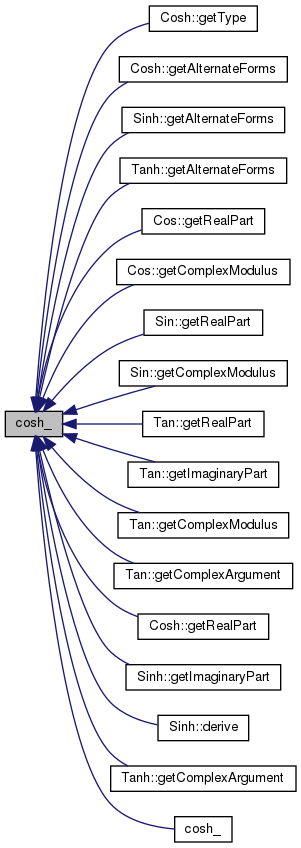 Cosh::getType
Cosh::getAlternateForms
Sinh::getAlternateForms
Tanh::getAlternateForms
Cos::getRealPart
Cos::getComplexModulus
Sin::getRealPart
Sin::getComplexModulus
cosh_
Tan::getRealPart
Tan::getImaginaryPart
Tan::getComplexModulus
Tan::getComplexArgument
Cosh::getRealPart
Sinh::getImaginaryPart
Sinh::derive
Tanh::getComplexArgument
cosh_